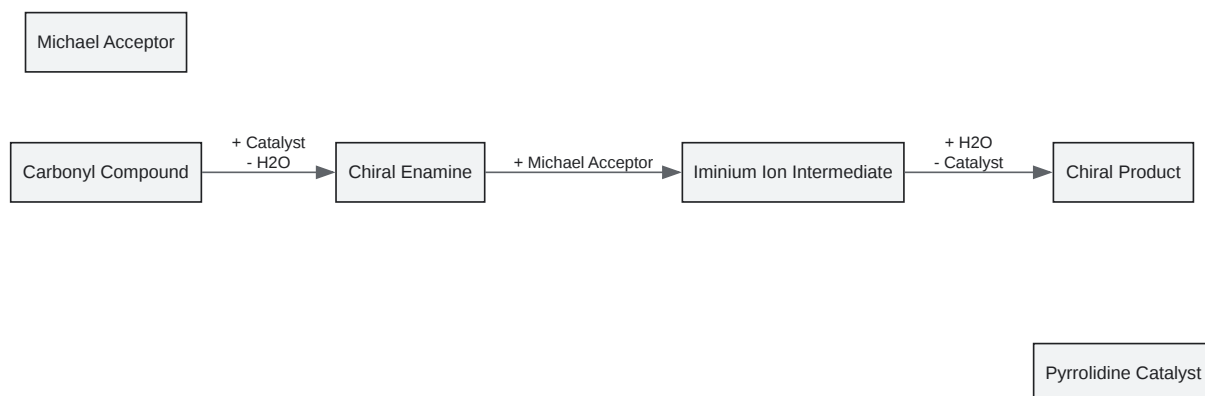 Michael Acceptor
+ Catalyst
- H2O
+ Michael Acceptor
+ H2O
- Catalyst
Carbonyl Compound
Chiral Enamine
Iminium Ion Intermediate
Chiral Product
Pyrrolidine Catalyst